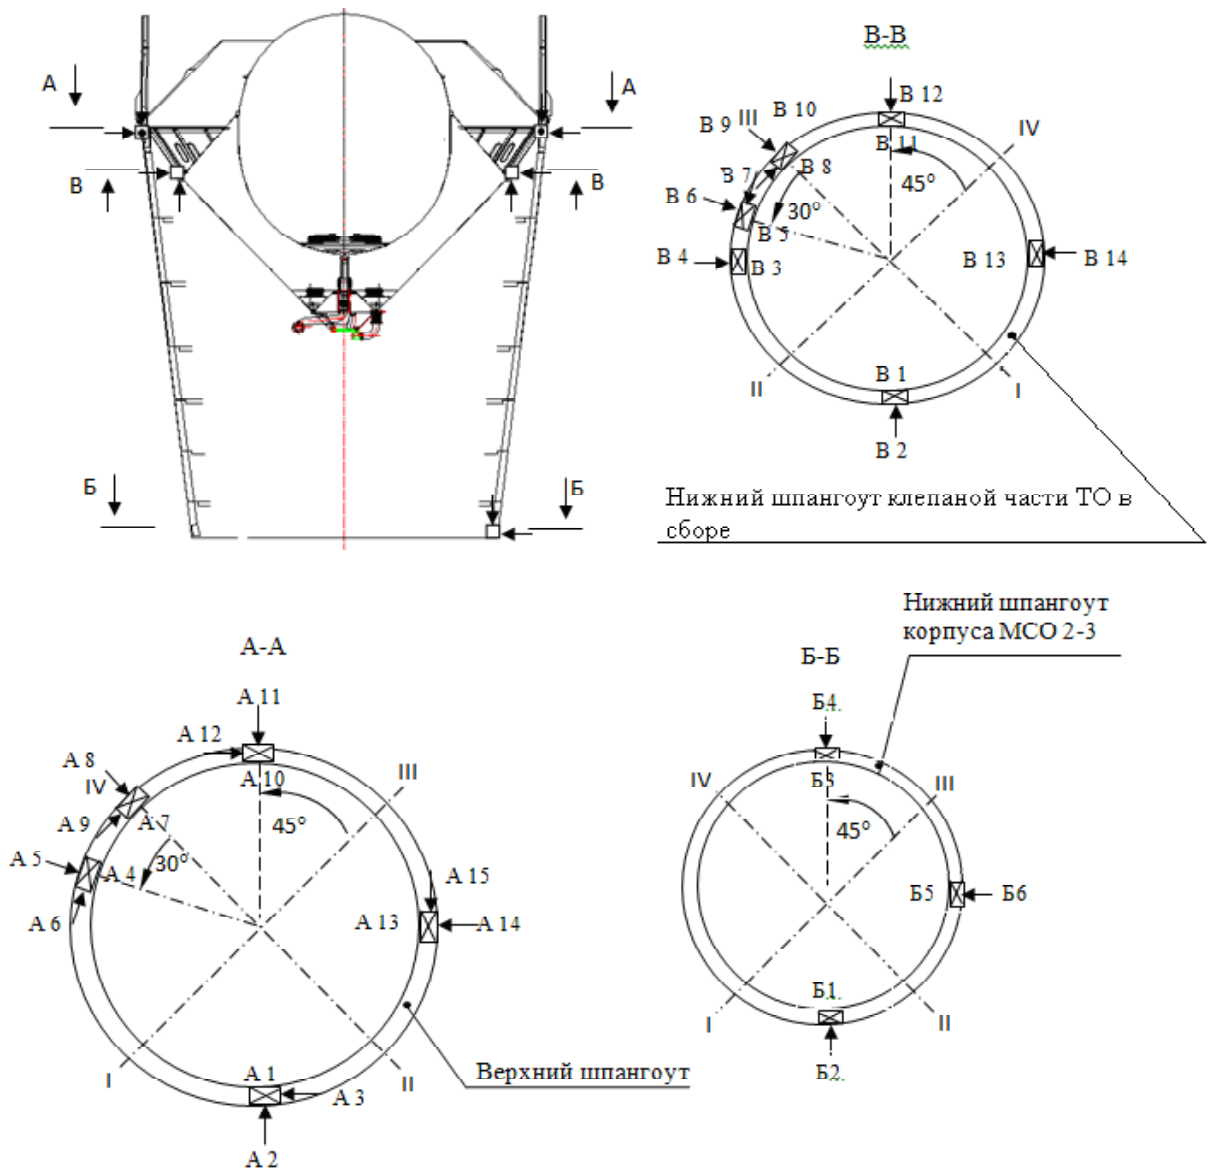 А
А
В
В
Б
Б
В-В
В 12
В 10
III
В 9
IV
В 11
В 8
В 7
45°
В 6
30°
В 5
В 4
В 3
В 13
В 14
В 1
II
I
В 2
Нижний шпангоут клепаной части ТО в
сборе
Нижний шпангоут
корпуса МСО 2-3
А-А
А 11
А 12
А 8
IV
А 10
III
А 9
А 7
45°
А 5
30°
А 4
А 15
А 6
А 13
А 14
I
А 1
II
А 3
А 2
Верхний шпангоут
Б-Б
Б4.
IV
Б3
III
45°
Б5
Б6
Б1.
I
II
Б2.